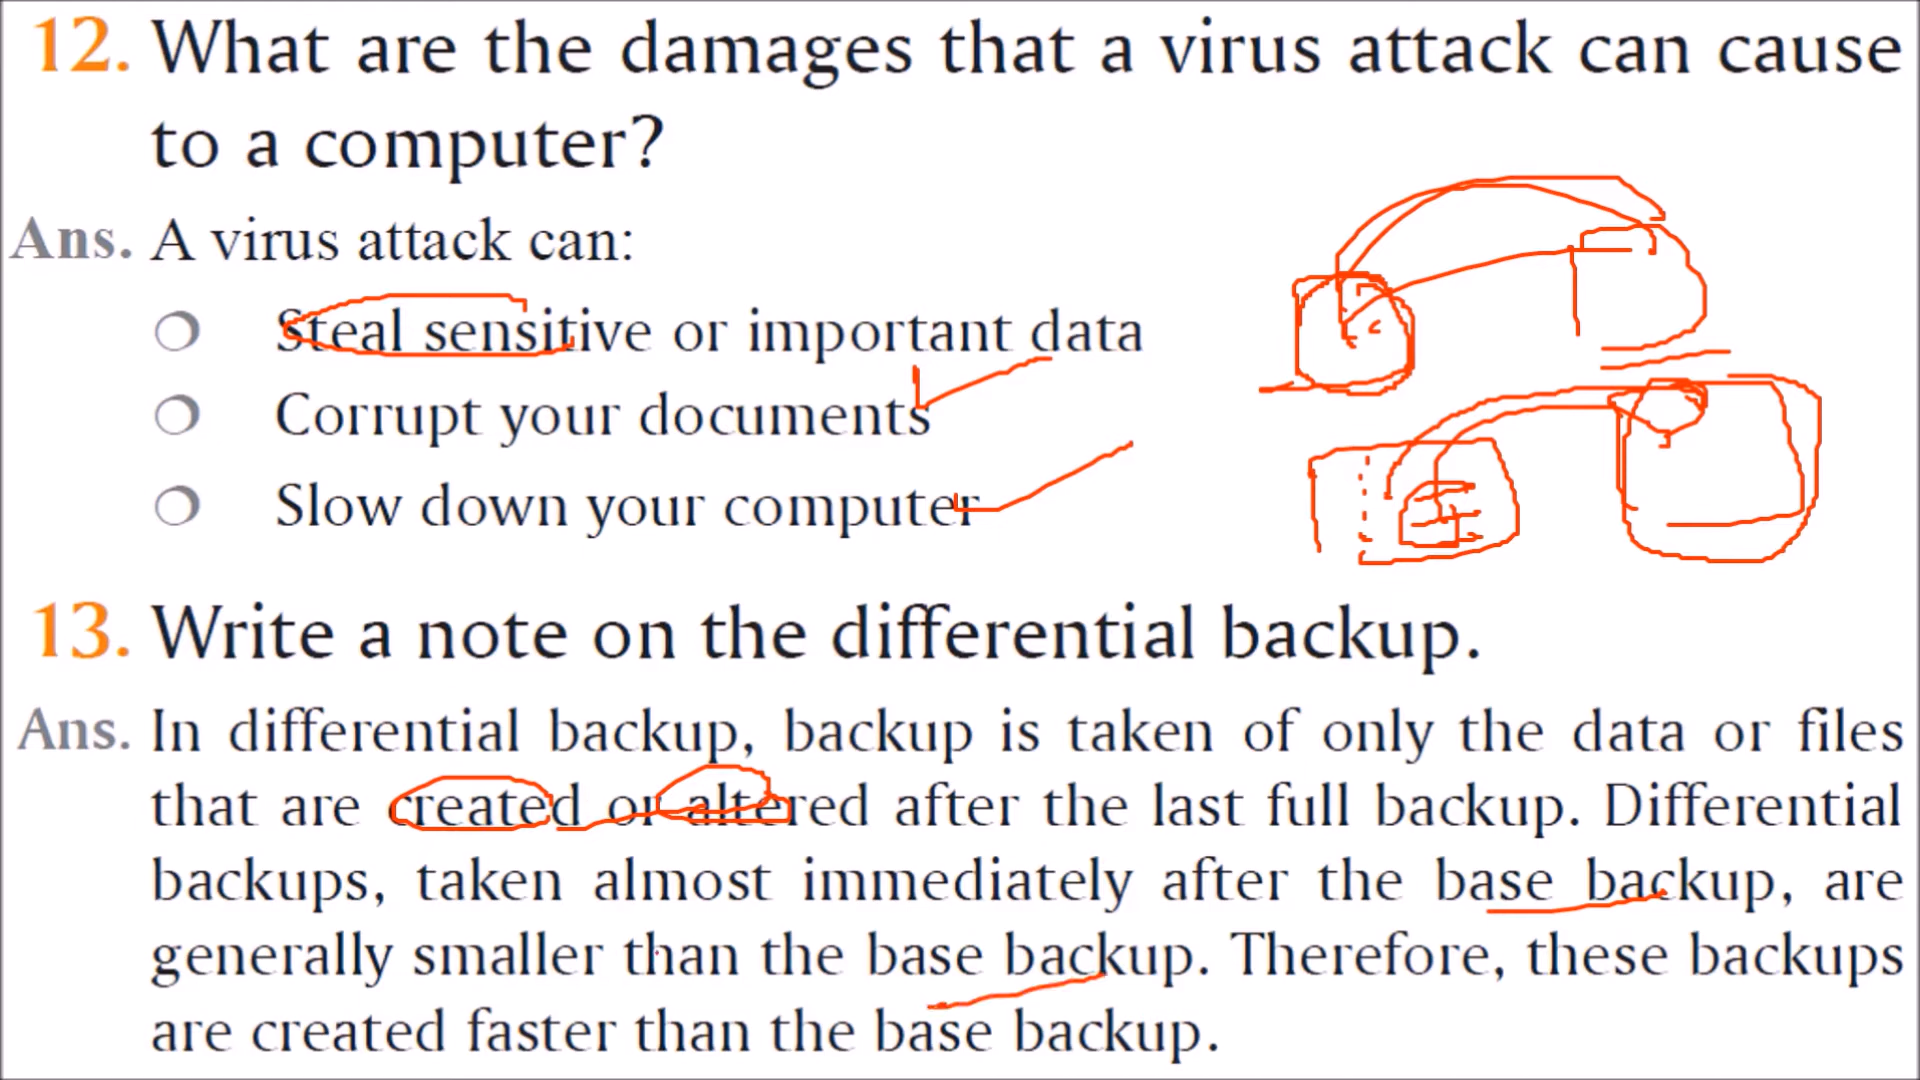 12. What are the damages that a virus attack can cause
to a computer?
Ans. A virus attack can:
Steal sensitive or important data
Corrupt your documents
Slow down your computer
13. Write a note on the differential backup.
Ans. In differential backup, backup is taken of only the data or files
that are created or altered after the last full backup. Differential
backups, taken almost immediately after the base backup, are
generally smaller than the base backup. Therefore, these backups
are created faster than the base backup.